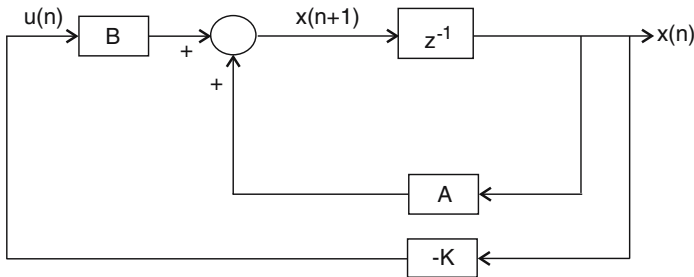 u(n)
B
x(n+1)
z⁻¹
x(n)
+
+
A
-K